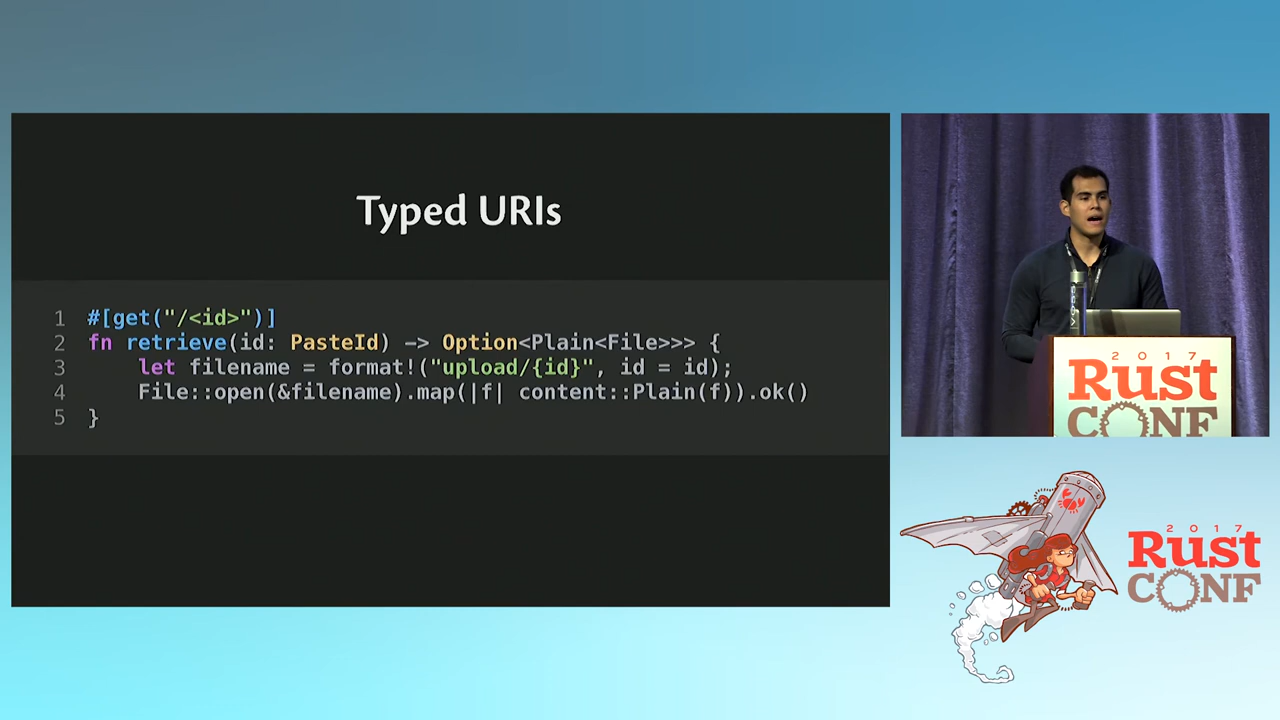 Typed URIs
1 #[get("/<id>")]
2 fn retrieve(id: PasteId) -> Option<Plain<File>>> {
3     let filename = format!("upload/{id}", id = id);
4     File::open(&filename).map(|f| content::Plain(f)).ok()
5 }
2017
Rust
CONF
2017
Rust
CONF